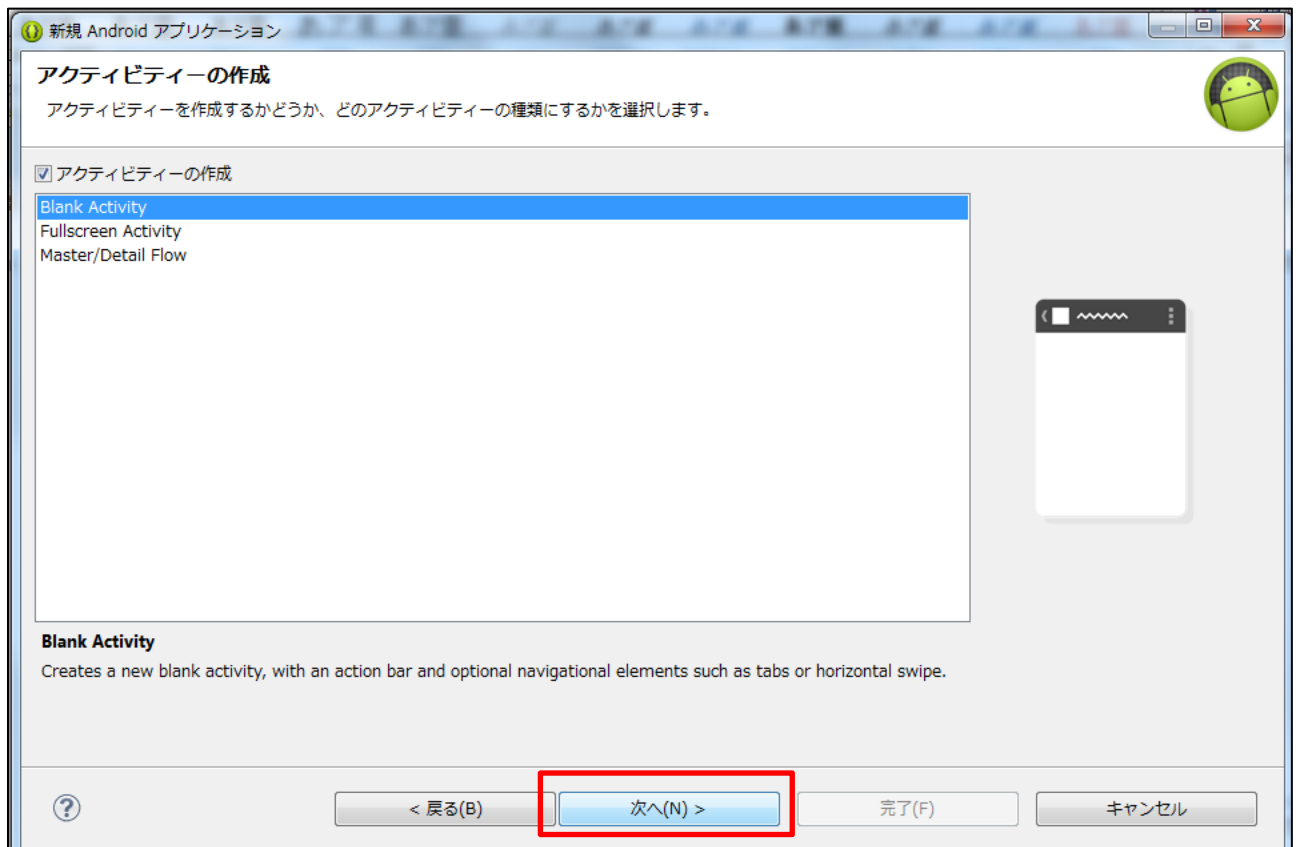 新規 Android アプリケーション
アクティビティーの作成
アクティビティーを作成するかどうか、どのアクティビティーの種類にするかを選択します。
アクティビティーの作成
Blank Activity
Fullscreen Activity
Master/Detail Flow
Blank Activity
Creates a new blank activity, with an action bar and optional navigational elements such as tabs or horizontal swipe.
< 戻る(B) 次へ(N) > 完了(F) キャンセル